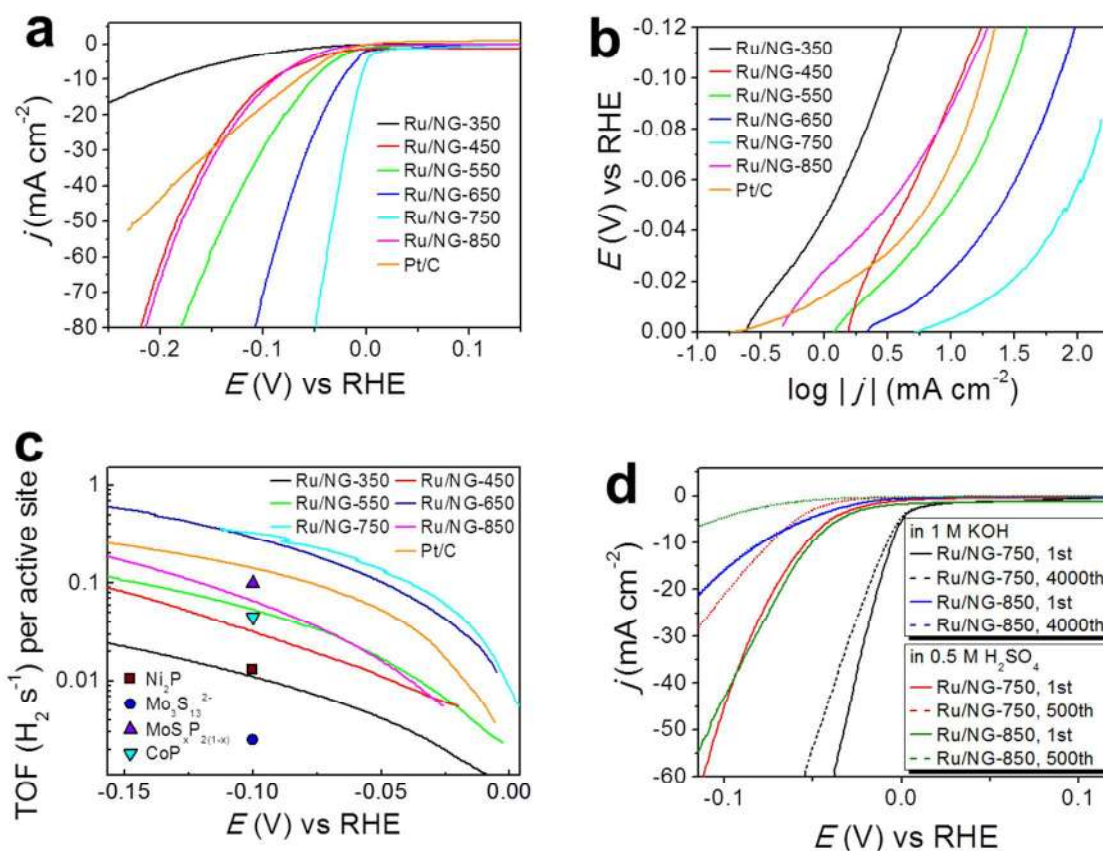 a
j (mA cm⁻²)
0
-10
-20
-30
-40
-50
-60
-70
-80
Ru/NG-350
Ru/NG-450
Ru/NG-550
Ru/NG-650
Ru/NG-750
Ru/NG-850
Pt/C
-0.2 -0.1 0.0 0.1
E (V) vs RHE
b
E (V) vs RHE
-0.12
-0.10
-0.08
-0.06
-0.04
-0.02
0.00
Ru/NG-350
Ru/NG-450
Ru/NG-550
Ru/NG-650
Ru/NG-750
Ru/NG-850
Pt/C
-1.0 -0.5 0.0 0.5 1.0 1.5 2.0
log | j | (mA cm⁻²)
c
TOF (H₂ s⁻¹) per active site
1
0.1
0.01
Ru/NG-350 Ru/NG-450
Ru/NG-550 Ru/NG-650
Ru/NG-750 Ru/NG-850
Pt/C
Ni₂P
Mo₃S₁₃²⁻
MoSₓP₂₍₁₋ₓ₎
CoP
-0.15 -0.10 -0.05 0.00
E (V) vs RHE
d
j (mA cm⁻²)
0
-10
-20
-30
-40
-50
-60
in 1 M KOH
Ru/NG-750, 1st
Ru/NG-750, 4000th
Ru/NG-850, 1st
Ru/NG-850, 4000th
in 0.5 M H₂SO₄
Ru/NG-750, 1st
Ru/NG-750, 500th
Ru/NG-850, 1st
Ru/NG-850, 500th
-0.1 0.0 0.1
E (V) vs RHE